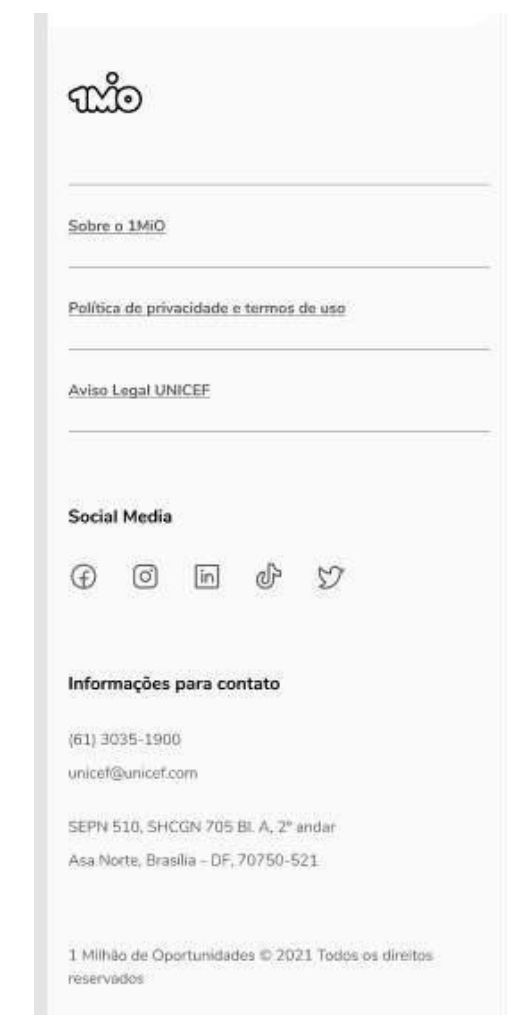 1MiO
Sobre o 1MiO
Política de privacidade e termos de uso
Aviso Legal UNICEF
Social Media
Informações para contato
(61) 3035-1900
unicef@unicef.com
SEPN 510, SHCGN 705 Bl. A, 2º andar
Asa Norte, Brasília - DF, 70750-521
1 Milhão de Oportunidades © 2021 Todos os direitos
reservados